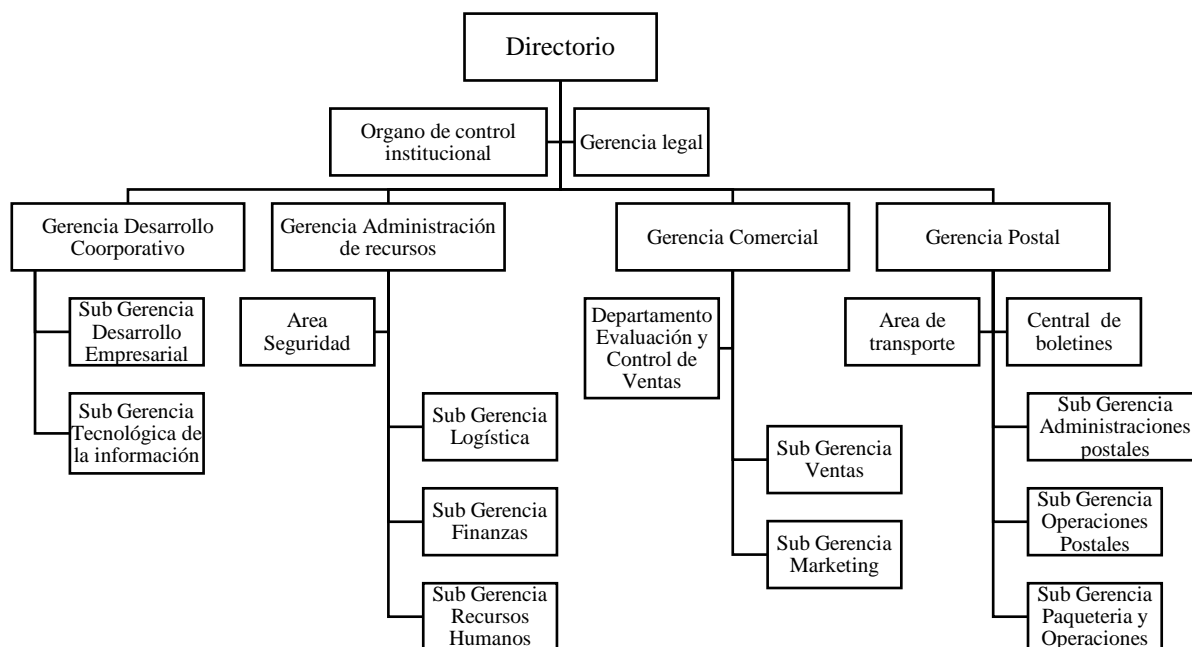 Directorio
Organo de control
institucional
Gerencia legal
Gerencia Desarrollo
Coorporativo
Gerencia Administración
de recursos
Gerencia Comercial
Gerencia Postal
Sub Gerencia
Desarrollo
Empresarial
Area
Seguridad
Departamento
Evaluación y
Control de
Ventas
Area de
transporte
Central de
boletines
Sub Gerencia
Tecnológica de
la información
Sub Gerencia
Logística
Sub Gerencia
Ventas
Sub Gerencia
Administraciones
postales
Sub Gerencia
Finanzas
Sub Gerencia
Marketing
Sub Gerencia
Operaciones
Postales
Sub Gerencia
Recursos
Humanos
Sub Gerencia
Paqueteria y
Operaciones